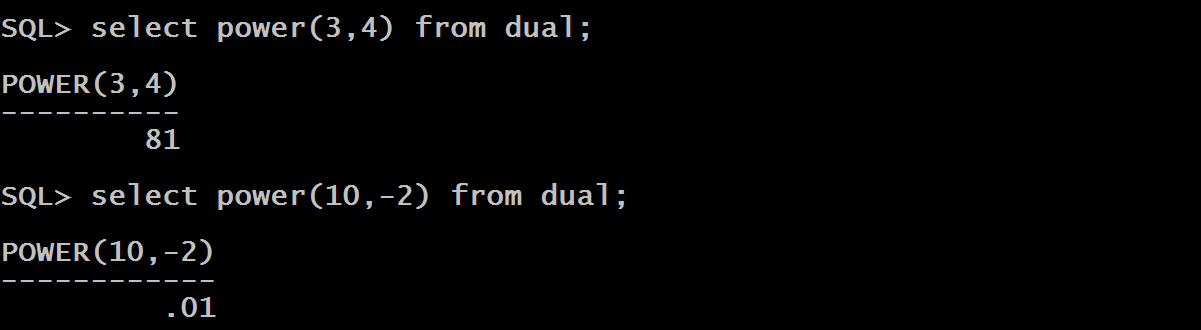 SQL> select power(3,4) from dual;
POWER(3,4)
----------
81
SQL> select power(10,-2) from dual;
POWER(10,-2)
------------
.01